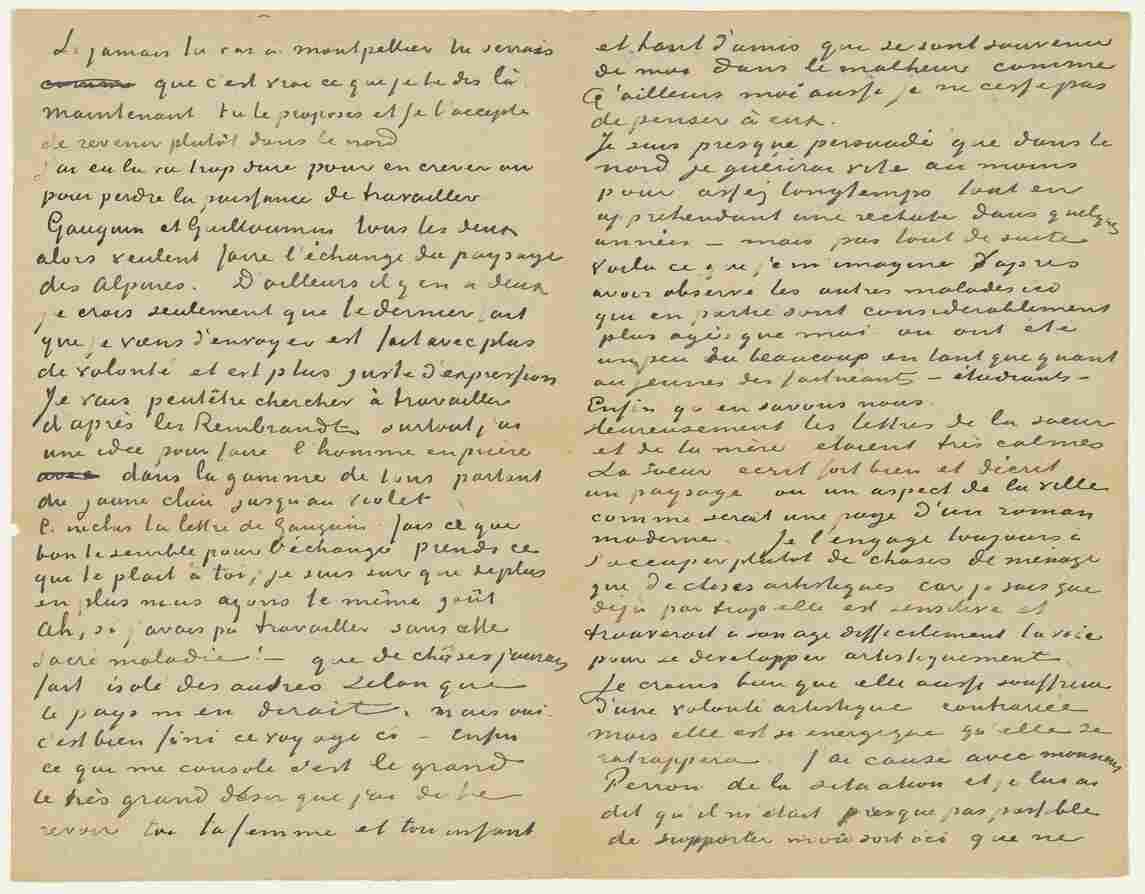 Si jamais tu vas à montpellier tu verrais
comme que c'est vrai ce que je te dis là.
Maintenant tu le proposes et je l'accepte
de revenir plutôt dans le nord
j'ai eu la vie trop dure pour en crever ou
pour perdre la puissance de travailler
Gauguin et Guillaumin tous les deux
alors veulent faire l'échange du paysage
des Alpines. D'ailleurs il y en a deux
je crois seulement que le dernier fait
que je viens d'envoyer est fait avec plus
de volonté et est plus juste d'expression
Je vais peutêtre chercher à travailler
d'après les Rembrandt surtout, j'ai
une idée pour faire l'homme en prière
avec dans la gamme de tons partant
du jaune clair jusqu'au violet
Ci inclus la lettre de Gauguin. fais ce que
bon te semble pour l'échange prends ce
que te plait à toi, je suis sur que de plus
en plus nous ayons le même goût
Ah, si j'avais pu travailler sans cette
sacré maladie! – que de choses j'aurais
fait isolé des autres selon que
le pays m'en dirait, mais oui.
c'est bien fini ce voyage ci – Enfin
ce que me console c'est le grand
le très grand désir que j'ai de te
revoir toi ta femme et ton enfant
et tant d'amis que se sont souvenu
de moi dans le malheur comme
d'ailleurs moi aussi je ne cesse pas
de penser à eux.
Je suis presque persuadé que dans le
nord je guérirai vite au moins
pour assez longtemps tout en
apprehendant une rechute dans quelques
années – mais pas tout de suite
Voila ce que je m'imagine d'après
avoir observé les autres malades ici
qui en partie sont considerablement
plus agés que moi ou ont été
un peu ou beaucoup en tant que quant
au jeunes des fainéants – étudiants –
Enfin qu'en savons nous.
Heureusement les lettres de la soeur
et de la mère étaient très calmes
La soeur écrit fort bien et décrit
un paysage ou un aspect de la ville
comme serait une page d'un roman
moderne. Je l'engage toujours à
s'occuper plutot de choses de ménage
que de choses artistiques car je sais que
déjà par trop elle est sensitive et
trouverait à son age difficilement la voie
pour se développer artistiquement.
Je crains bien que elle aussi souffrira
d'une volonté artistique contrariée
mais elle est si energique qu'elle se
rattrappera. J'ai causé avec monsieur
Peyron de la situation et je lui ai
dit qu'il m'était presque pas possible
de supporter mon sort ici que ne